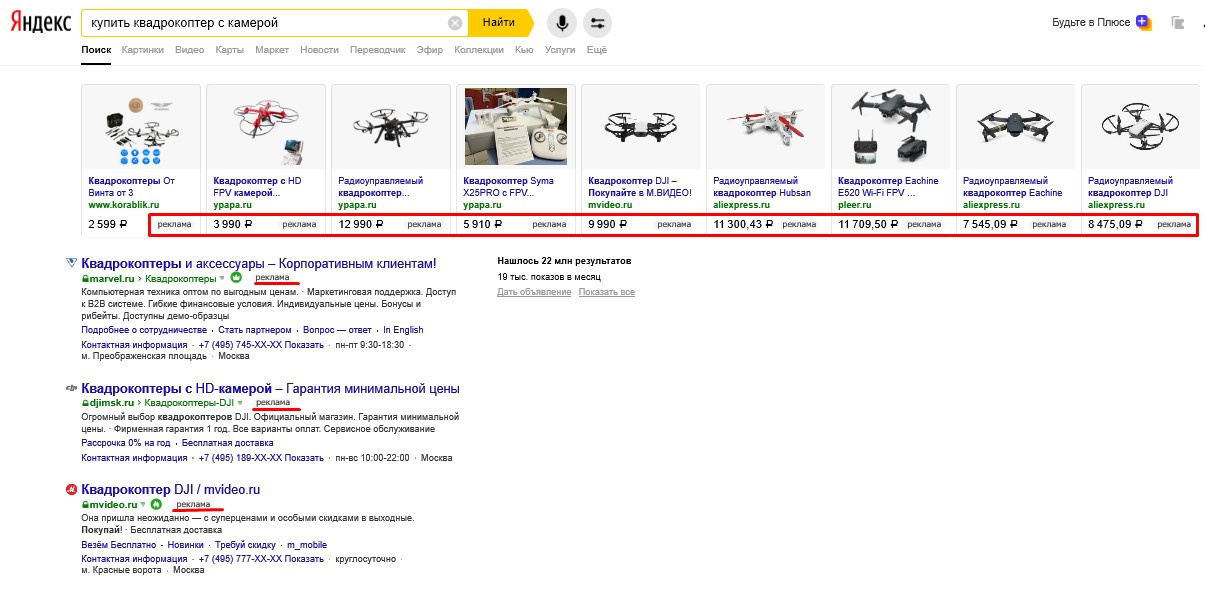 Яндекс
купить квадрокоптер с камерой
Найти
Будьте в Плюсе
Поиск Картинки Видео Карты Маркет Новости Переводчик Эфир Коллекции Кью Услуги Ещё
Квадрокоптеры От
Винта от 3
www.korablik.ru
2 599 ₽ реклама
Квадрокоптер с HD
FPV камерой...
ypapa.ru
3 990 ₽ реклама
Радиоуправляемый
квадрокоптер...
ypapa.ru
12 990 ₽ реклама
Квадрокоптер Syma
X25PRO с FPV...
ypapa.ru
5 910 ₽ реклама
Квадрокоптер DJI –
Покупайте в М.ВИДЕО!
mvideo.ru
9 990 ₽ реклама
Радиоуправляемый
квадрокоптер Hubsan
aliexpress.ru
11 300,43 ₽ реклама
Квадрокоптер Eachine
E520 Wi-Fi FPV ...
pleer.ru
11 709,50 ₽ реклама
Радиоуправляемый
квадрокоптер Eachine
aliexpress.ru
7 545,09 ₽ реклама
Радиоуправляемый
квадрокоптер DJI
aliexpress.ru
8 475,09 ₽ реклама
Квадрокоптеры и аксессуары – Корпоративным клиентам!
marvel.ru › Квадрокоптеры реклама
Компьютерная техника оптом по выгодным ценам. · Маркетинговая поддержка. Доступ
к B2B системе. Гибкие финансовые условия. Индивидуальные цены. Бонусы и
рибейты. Доступны демо-образцы
Подробнее о сотрудничестве · Стать партнером · Вопрос — ответ · In English
Контактная информация · +7 (495) 745-XX-XX Показать · пн-пт 9:30-18:30 ·
м. Преображенская площадь · Москва
Квадрокоптеры с HD-камерой – Гарантия минимальной цены
djimsk.ru › Квадрокоптеры-DJI реклама
Огромный выбор квадрокоптеров DJI. Официальный магазин. Гарантия минимальной
цены. · Фирменная гарантия 1 год. Все варианты оплат. Сервисное обслуживание
Рассрочка 0% на год · Бесплатная доставка
Контактная информация · +7 (495) 189-XX-XX Показать · пн-вс 10:00-22:00 · Москва
Квадрокоптер DJI / mvideo.ru
mvideo.ru реклама
Она пришла неожиданно — с суперценами и особыми скидками в выходные.
Покупай! · Бесплатная доставка
Везём Бесплатно · Новинки · Требуй скидку · m_mobile
Контактная информация · +7 (495) 777-XX-XX Показать · круглосуточно ·
м. Красные ворота · Москва
Нашлось 22 млн результатов
19 тыс. показов в месяц
Дать объявление Показать все